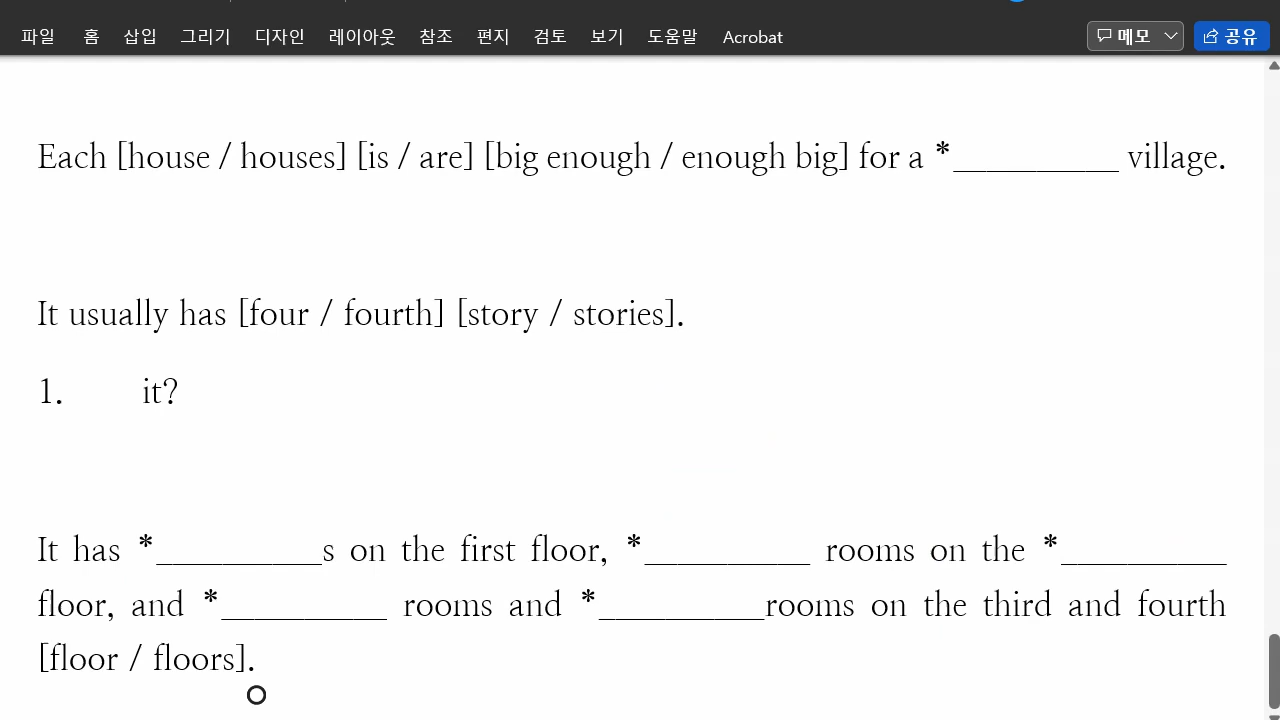 파일 홈 삽입 그리기 디자인 레이아웃 참조 편지 검토 보기 도움말 Acrobat 메모 공유
Each [house / houses] [is / are] [big enough / enough big] for a *__________ village.
It usually has [four / fourth] [story / stories].
1. it?
It has *__________s on the first floor, *__________ rooms on the *__________
floor, and *__________ rooms and *__________rooms on the third and fourth
[floor / floors].